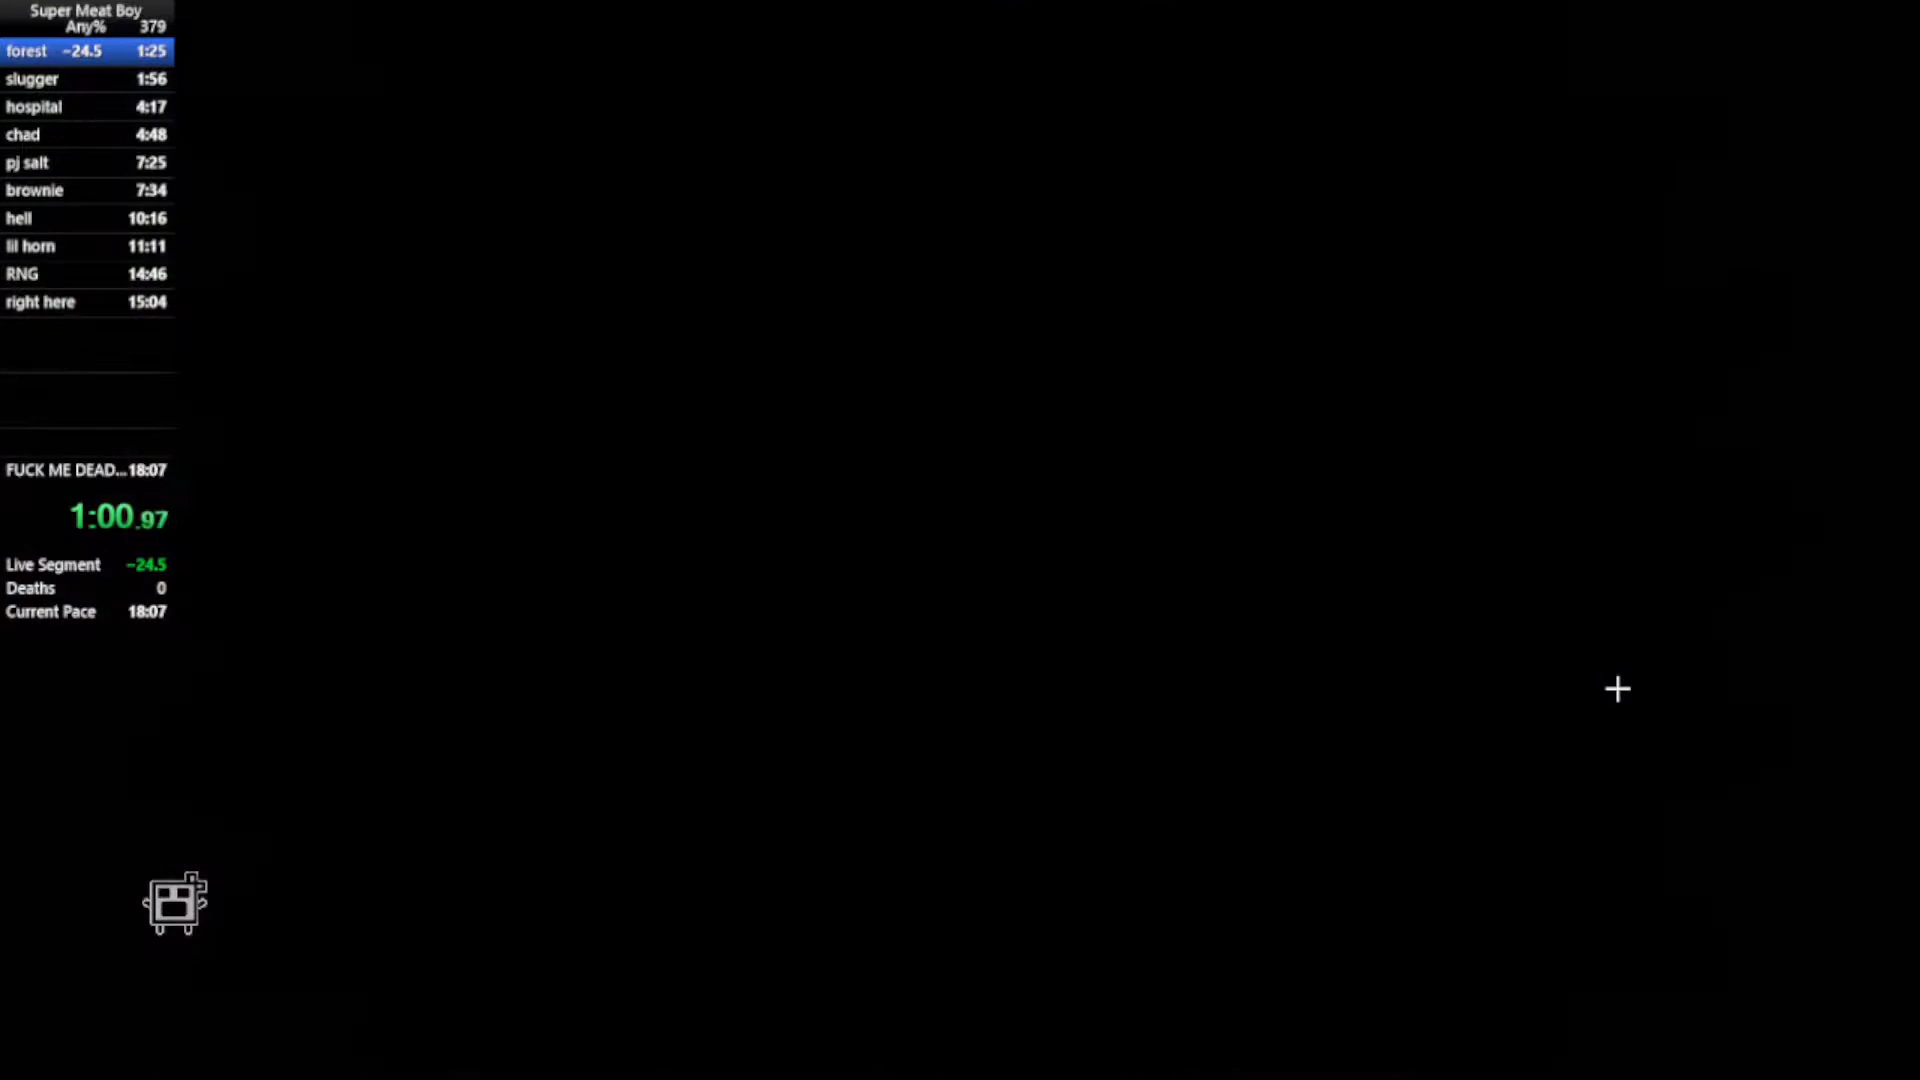 Super Meat Boy
Any% 379
forest -24.5 1:25
slugger 1:56
hospital 4:17
chad 4:48
pj salt 7:25
brownie 7:34
hell 10:16
lil horn 11:11
RNG 14:46
right here 15:04
FUCK ME DEAD... 18:07
1:00.97
Live Segment -24.5
Deaths 0
Current Pace 18:07